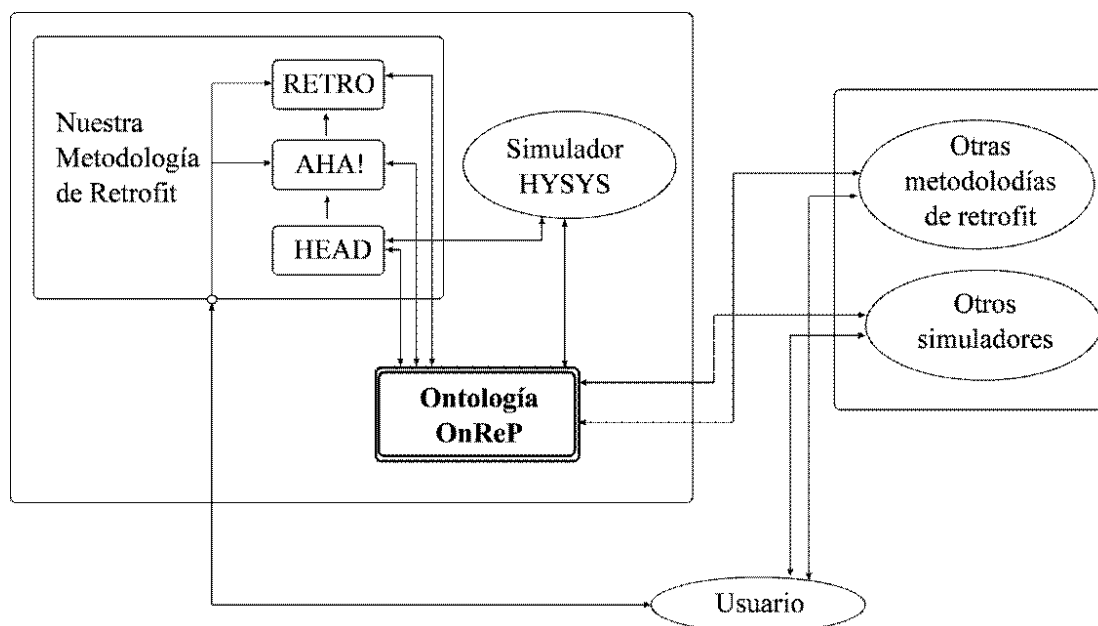 RETRO
Nuestra
Metodología
de Retrofit
AHA!
HEAD
Simulador
HYSYS
Otras
metodolodías
de retrofit
Otros
simuladores
Ontología
OnReP
Usuario